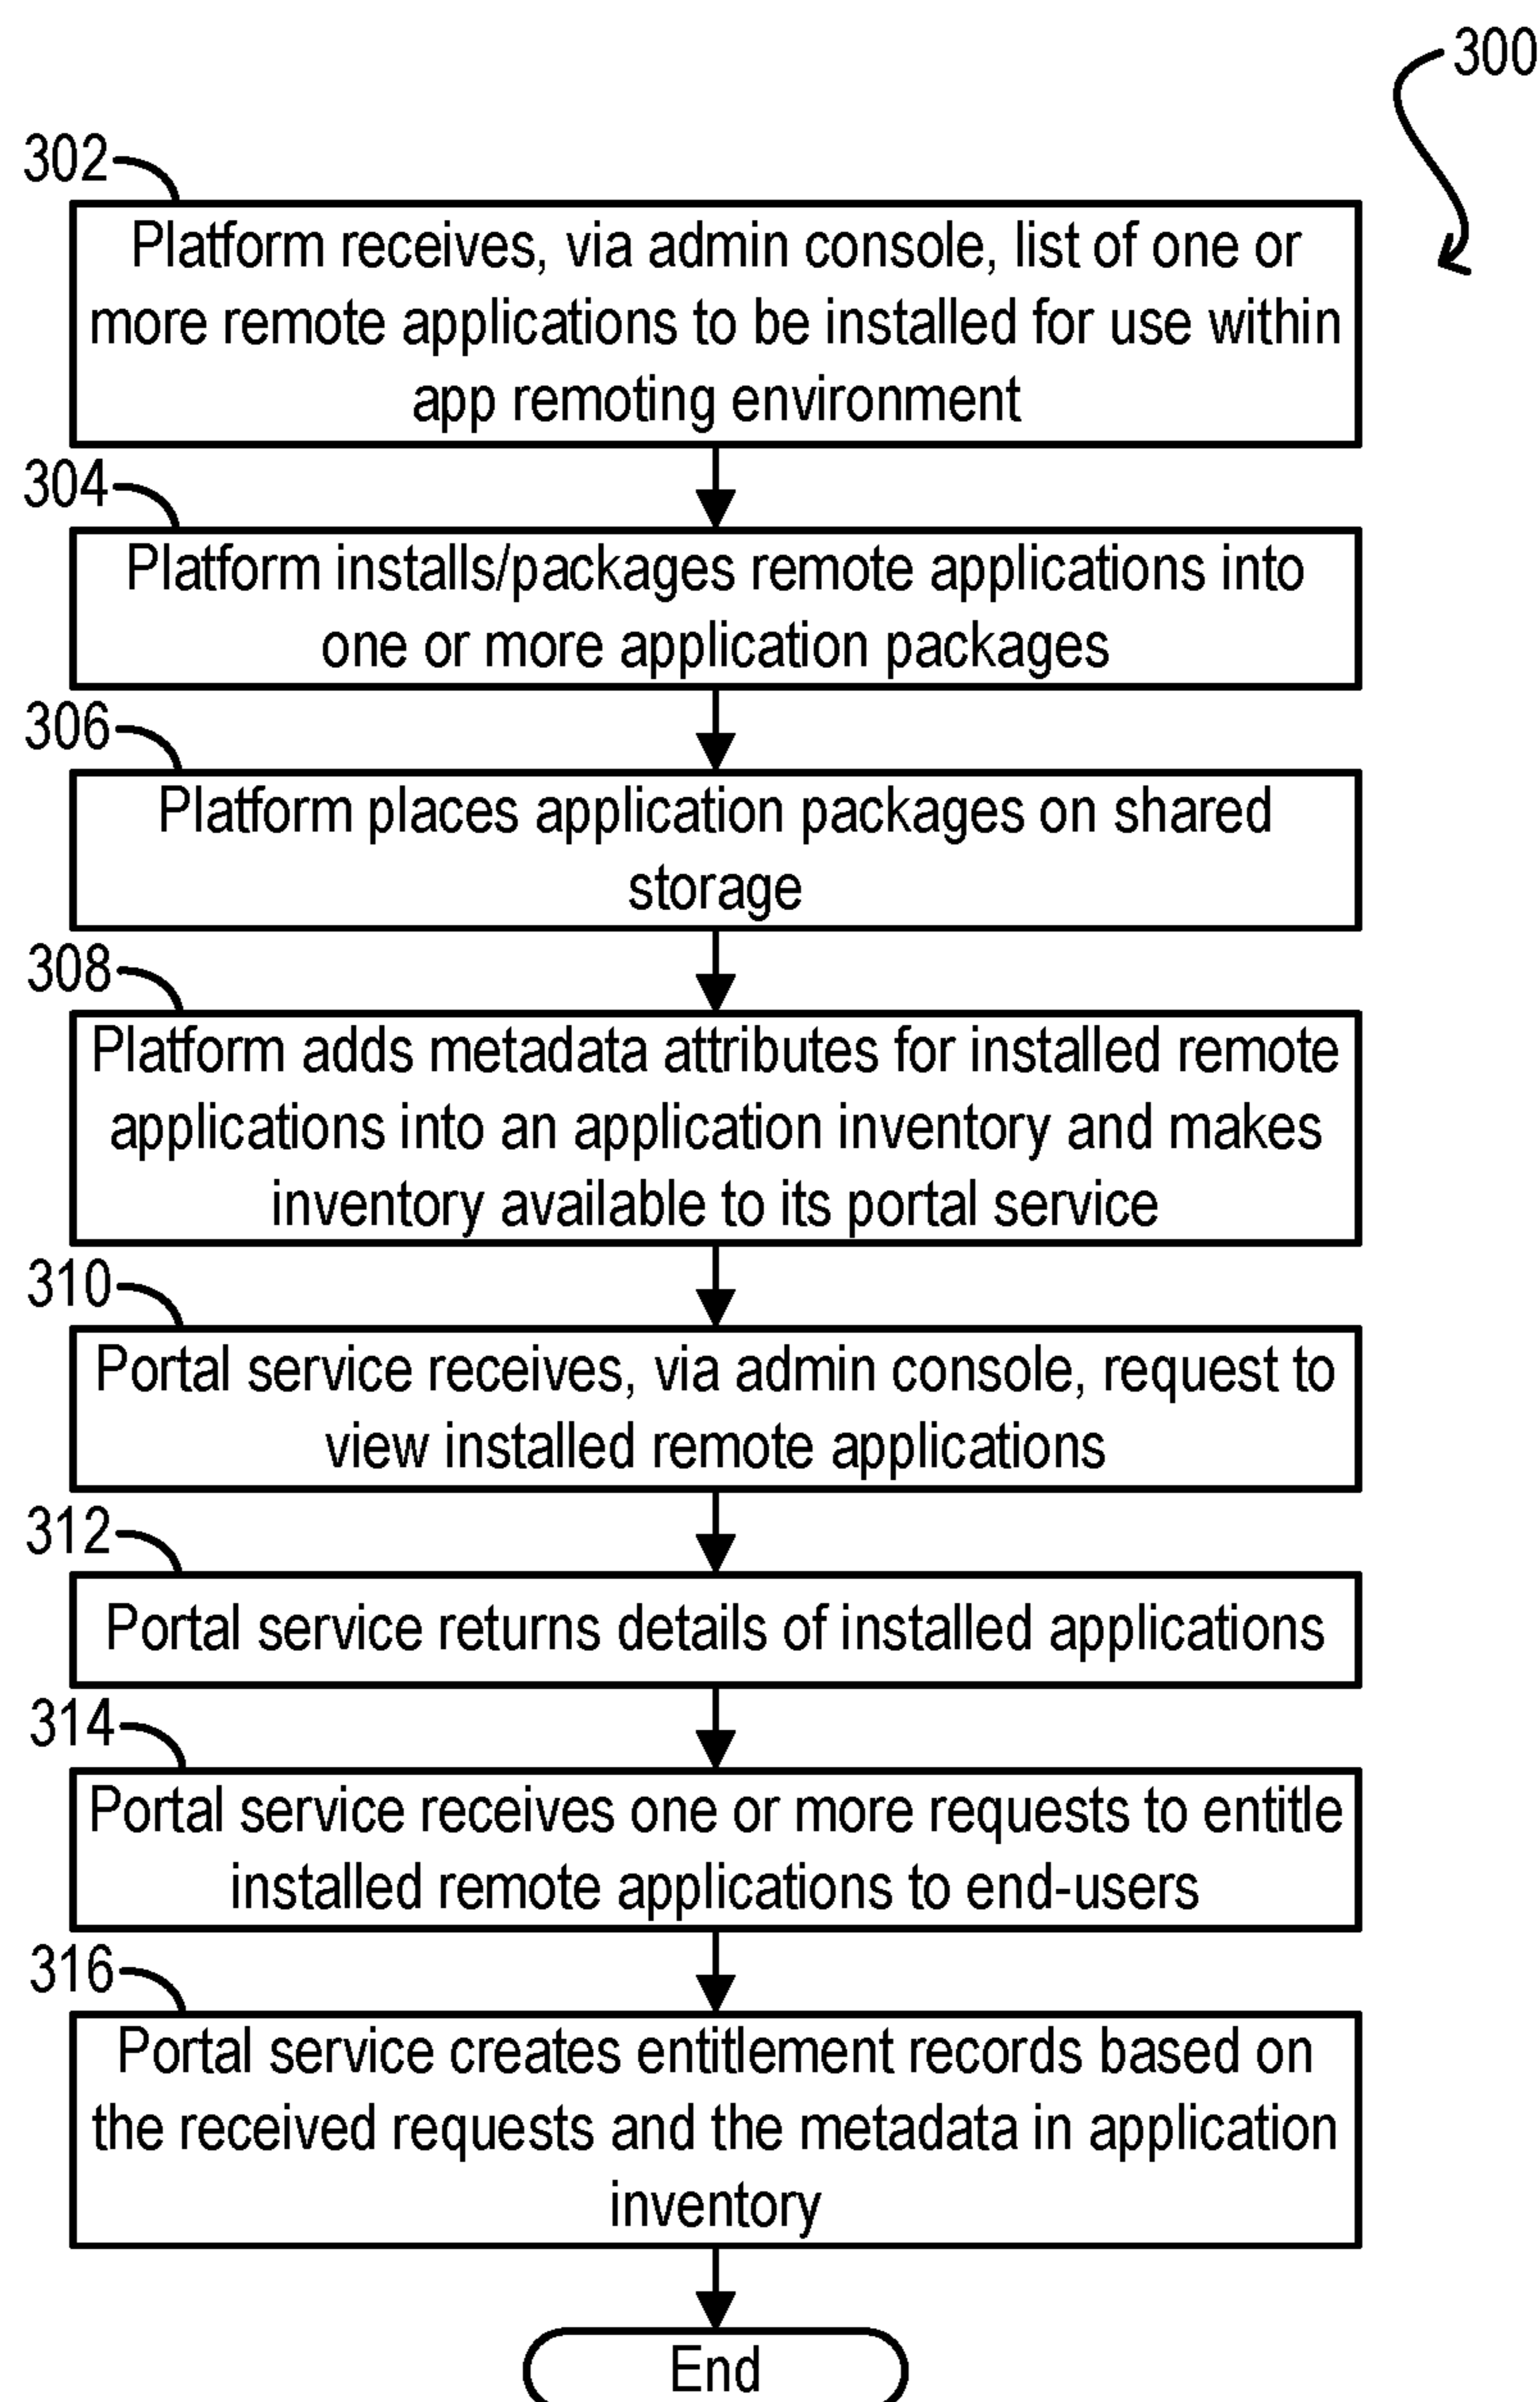 300
302
Platform receives, via admin console, list of one or
more remote applications to be installed for use within
app remoting environment
304
Platform installs/packages remote applications into
one or more application packages
306
Platform places application packages on shared
storage
308
Platform adds metadata attributes for installed remote
applications into an application inventory and makes
inventory available to its portal service
310
Portal service receives, via admin console, request to
view installed remote applications
312
Portal service returns details of installed applications
314
Portal service receives one or more requests to entitle
installed remote applications to end-users
316
Portal service creates entitlement records based on
the received requests and the metadata in application
inventory
End